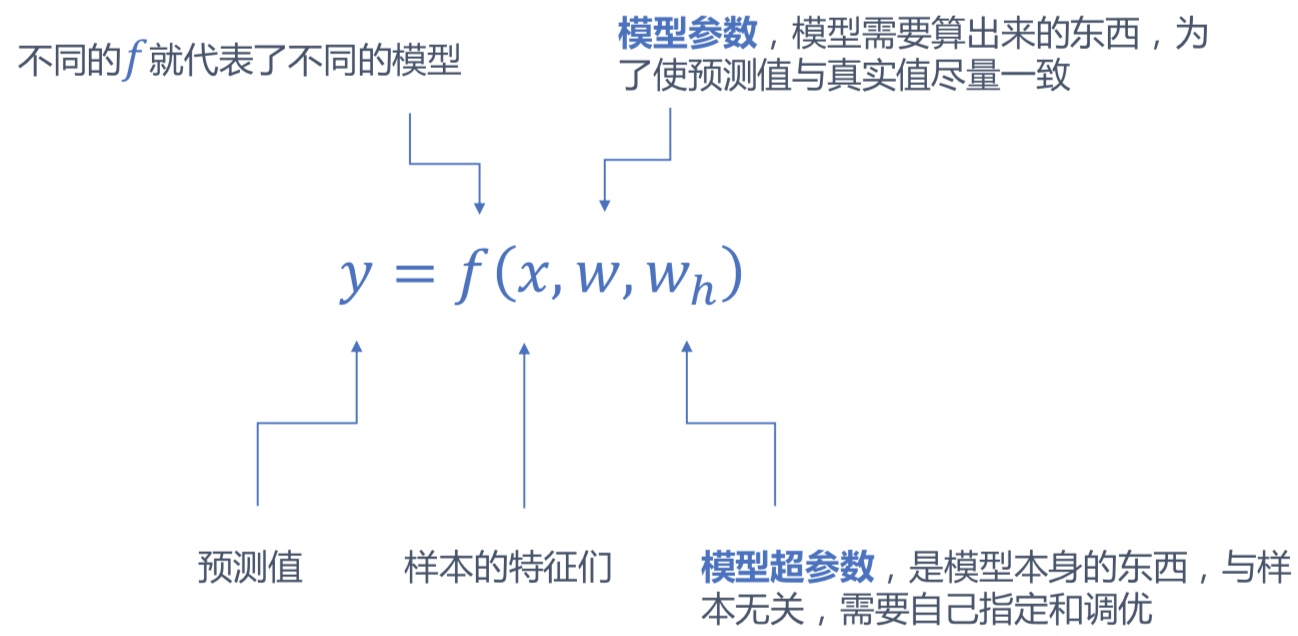 不同的f就代表了不同的模型
模型参数，模型需要算出来的东西，为
了使预测值与真实值尽量一致
y = f(x, w, w_h)
预测值
样本的特征们
模型超参数，是模型本身的东西，与样
本无关，需要自己指定和调优